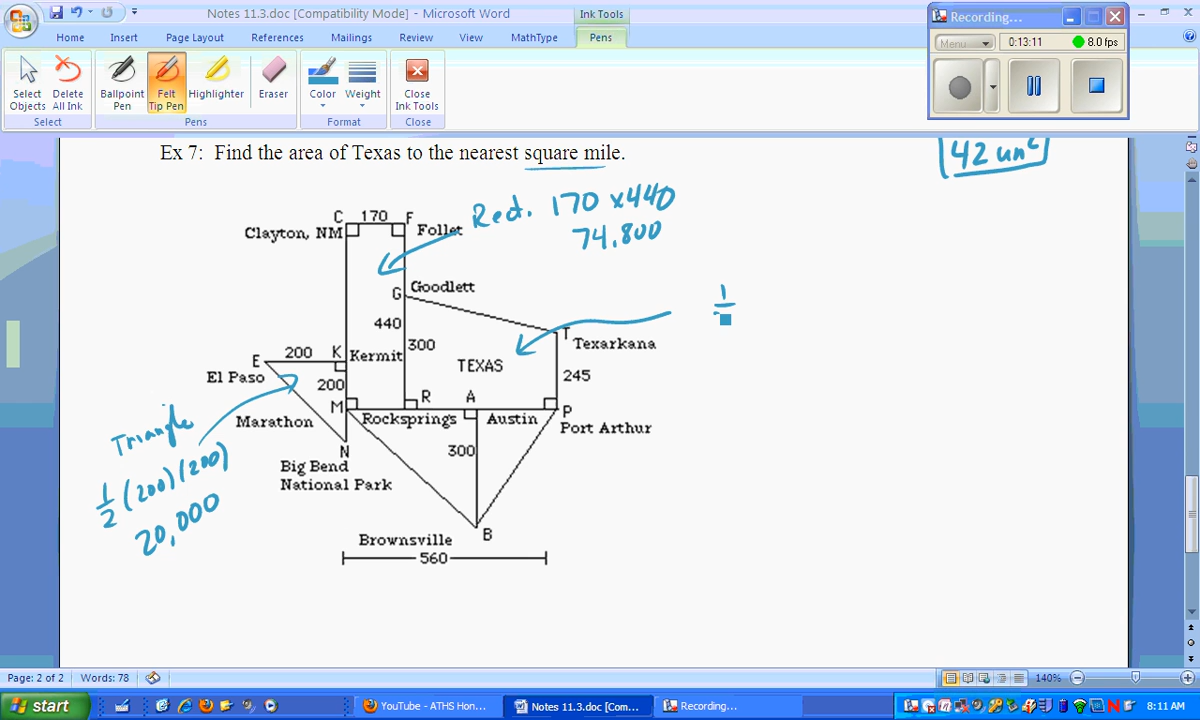 Notes 11.3.doc [Compatibility Mode] - Microsoft Word
Ink Tools
Recording...
Home
Insert
Page Layout
References
Mailings
Review
View
MathType
Pens
Menu
0:13:11
8.0 fps
Select Objects
Delete All Ink
Ballpoint Pen
Felt Tip Pen
Highlighter
Eraser
Color
Weight
Close Ink Tools
Select
Pens
Format
Close
Ex 7: Find the area of Texas to the nearest square mile.
42 un²
Rect. 170 x 440
74,800
C 170 F
Clayton, NM
Follet
G Goodlett
1/2
440
300
T
Texarkana
E 200 K Kermit
TEXAS
El Paso
200
245
M
R
A
P
Marathon
Rocksprings
Austin
Port Arthur
Triangle
N
300
Big Bend
National Park
1/2 (200)(200)
20,000
B
Brownsville
560
Page: 2 of 2
Words: 78
140%
start
YouTube - ATHS Hon...
Notes 11.3.doc [Com...
Recording...
8:11 AM